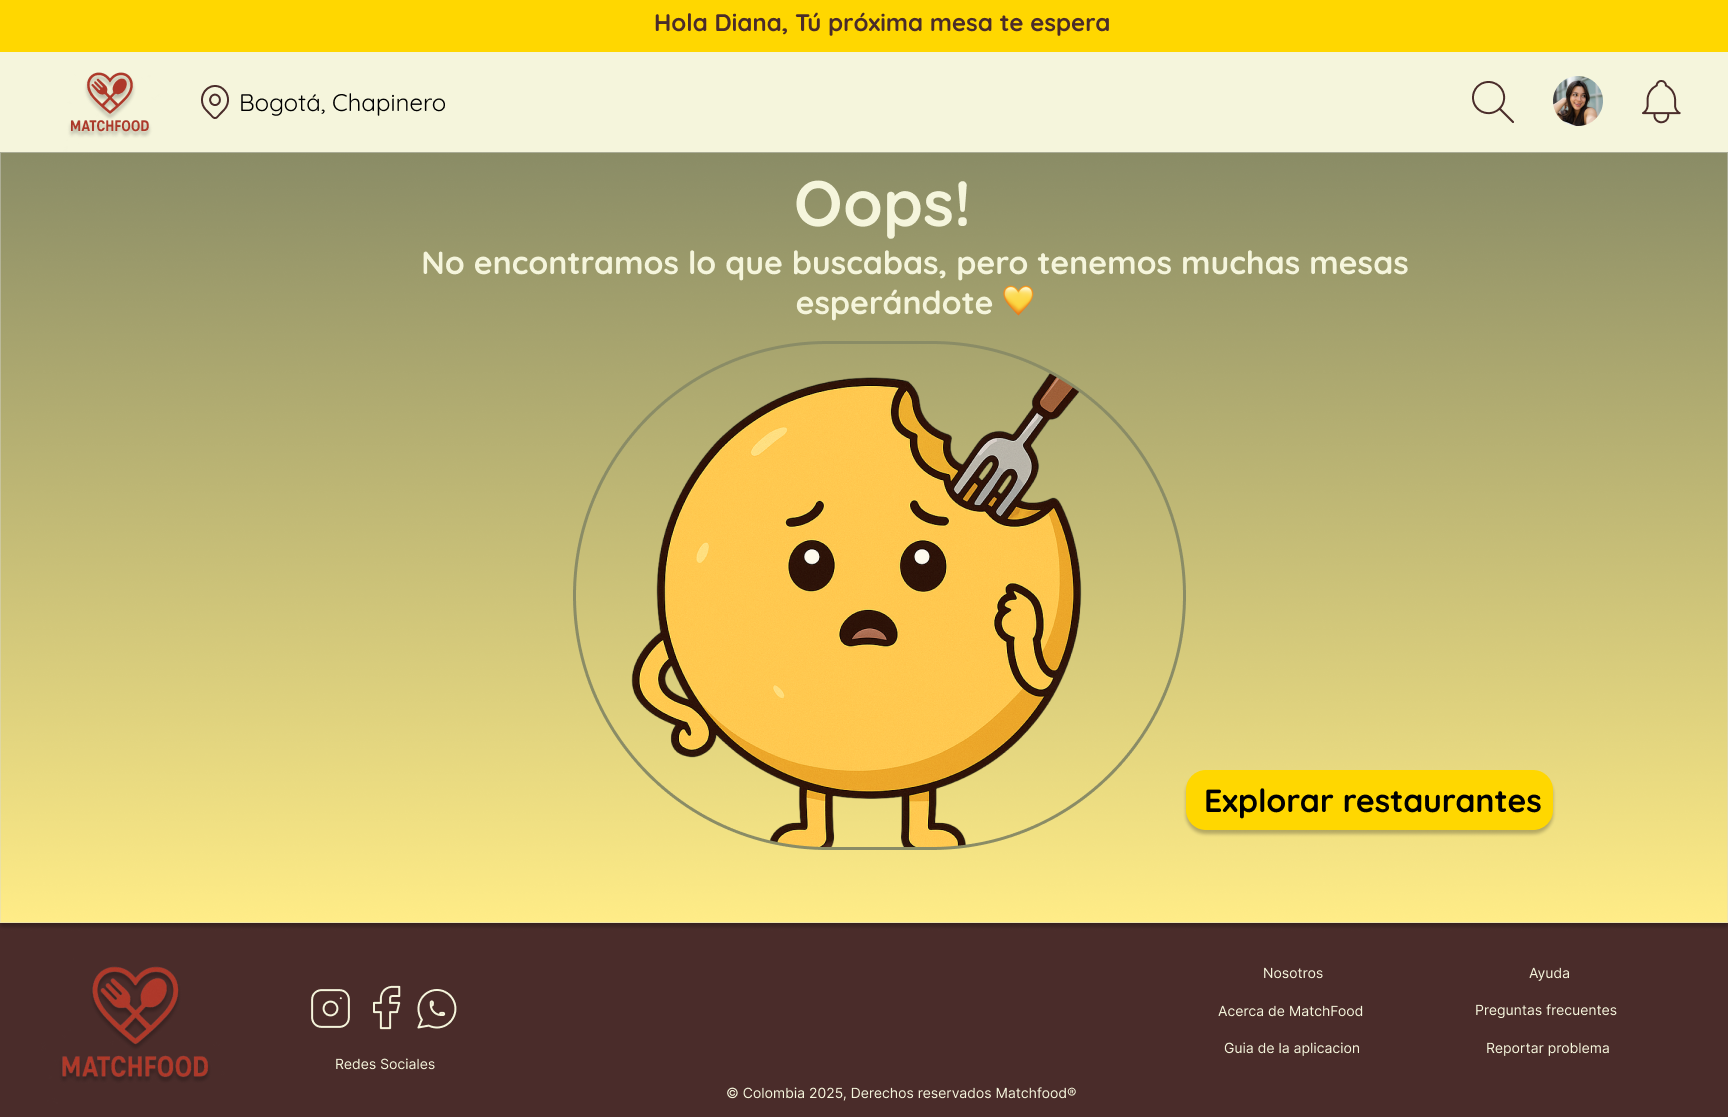 Hola Diana, Tú próxima mesa te espera
MATCHFOOD
Bogotá, Chapinero
Oops!
No encontramos lo que buscabas, pero tenemos muchas mesas
esperándote 💛
Explorar restaurantes
MATCHFOOD
Redes Sociales
Nosotros
Acerca de MatchFood
Guia de la aplicacion
Ayuda
Preguntas frecuentes
Reportar problema
© Colombia 2025, Derechos reservados Matchfood®